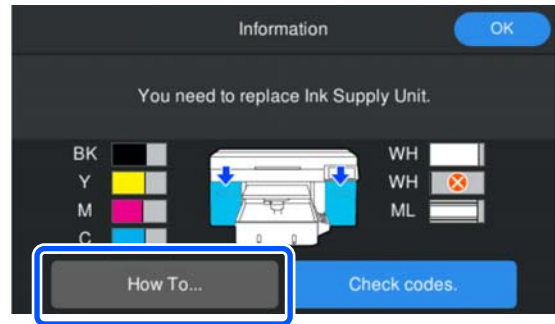 Information
OK
You need to replace Ink Supply Unit.
BK
WH
Y
WH
M
ML
C
How To...
Check codes.